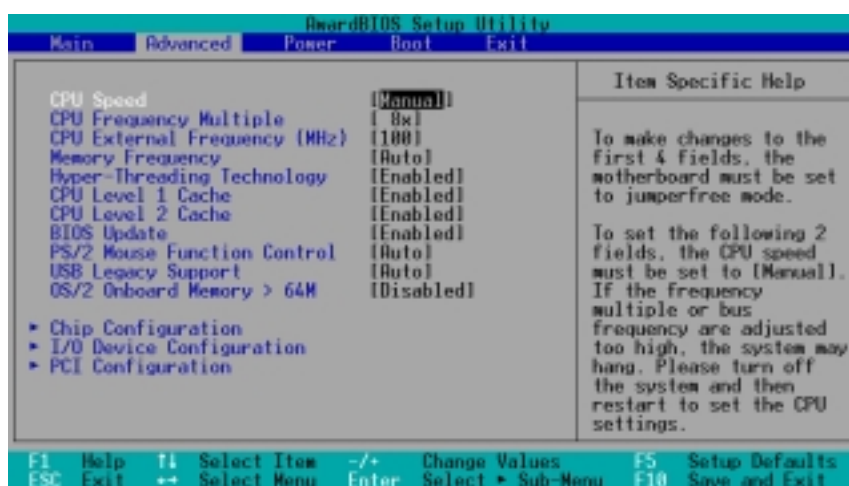 AwardBIOS Setup Utility
Main Advanced Power Boot Exit
CPU Speed [Manual]
CPU Frequency Multiple [ 8x]
CPU External Frequency (MHz) [100]
Memory Frequency [Auto]
Hyper-Threading Technology [Enabled]
CPU Level 1 Cache [Enabled]
CPU Level 2 Cache [Enabled]
BIOS Update [Enabled]
PS/2 Mouse Function Control [Auto]
USB Legacy Support [Auto]
OS/2 Onboard Memory > 64M [Disabled]
▸ Chip Configuration
▸ I/O Device Configuration
▸ PCI Configuration
Item Specific Help
To make changes to the
first 4 fields, the
motherboard must be set
to jumperfree mode.
To set the following 2
fields, the CPU speed
must be set to [Manual].
If the frequency
multiple or bus
frequency are adjusted
too high, the system may
hang. Please turn off
the system and then
restart to set the CPU
settings.
F1 Help ↑↓ Select Item -/+ Change Values F5 Setup Defaults
ESC Exit ↔ Select Menu Enter Select ▸ Sub-Menu F10 Save and Exit